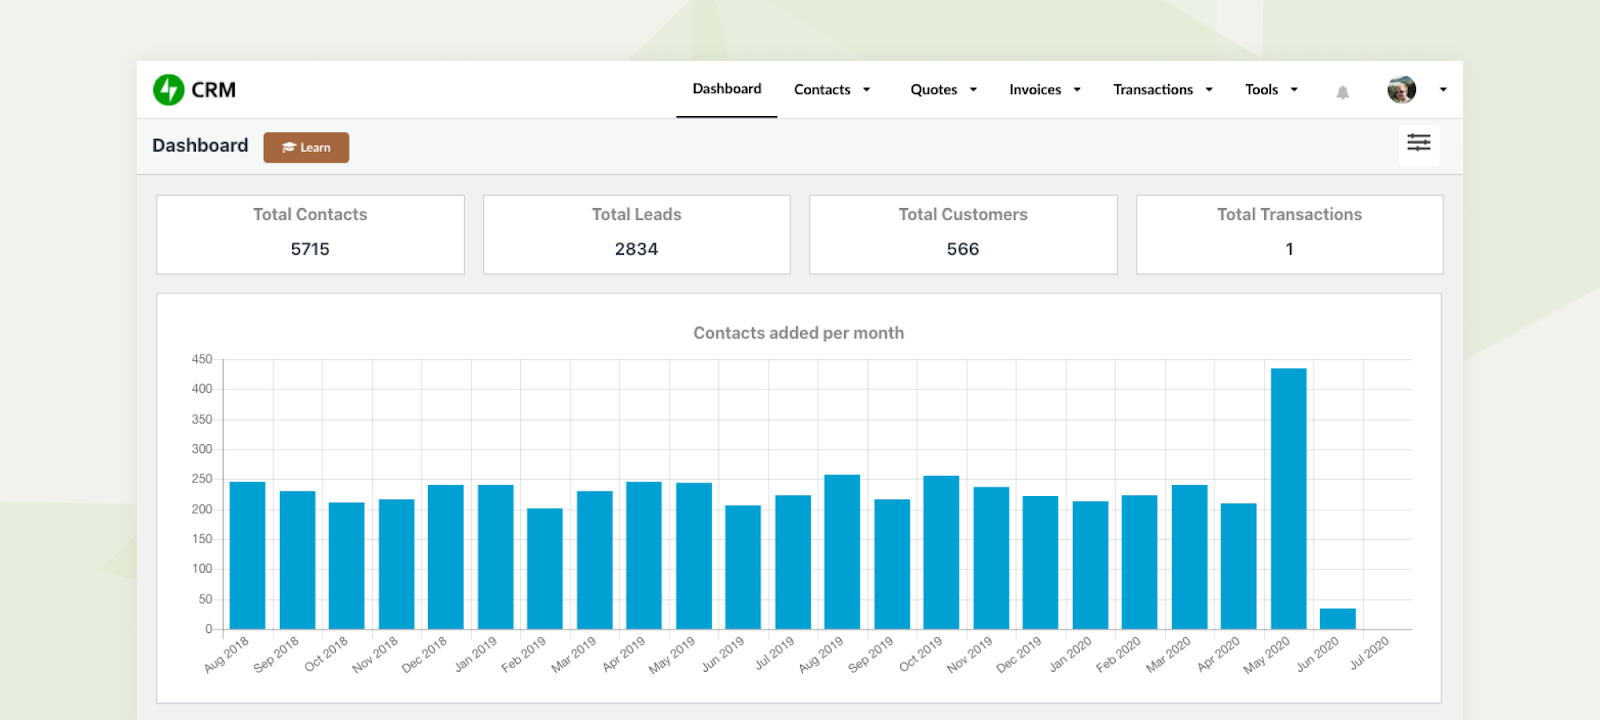 CRM
Dashboard Contacts Quotes Invoices Transactions Tools
Dashboard Learn
Total Contacts Total Leads Total Customers Total Transactions
5715 2834 566 1
Contacts added per month
450
400
350
300
250
200
150
100
50
0
Aug 2018 Sep 2018 Oct 2018 Nov 2018 Dec 2018 Jan 2019 Feb 2019 Mar 2019 Apr 2019 May 2019 Jun 2019 Jul 2019 Aug 2019 Sep 2019 Oct 2019 Nov 2019 Dec 2019 Jan 2020 Feb 2020 Mar 2020 Apr 2020 May 2020 Jun 2020 Jul 2020